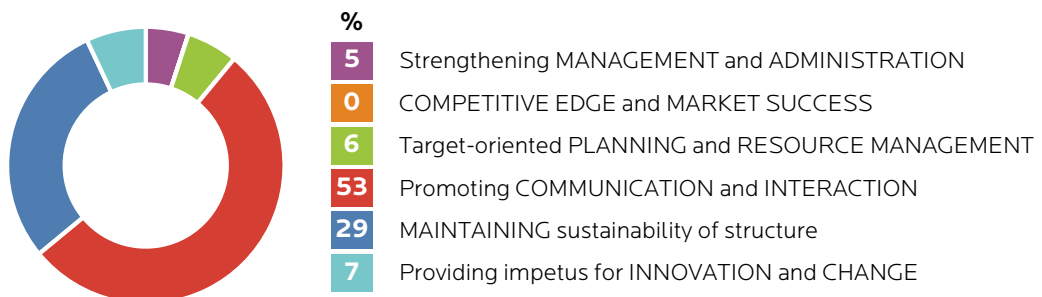 %
5 Strengthening MANAGEMENT and ADMINISTRATION
0 COMPETITIVE EDGE and MARKET SUCCESS
6 Target-oriented PLANNING and RESOURCE MANAGEMENT
53 Promoting COMMUNICATION and INTERACTION
29 MAINTAINING sustainability of structure
7 Providing impetus for INNOVATION and CHANGE